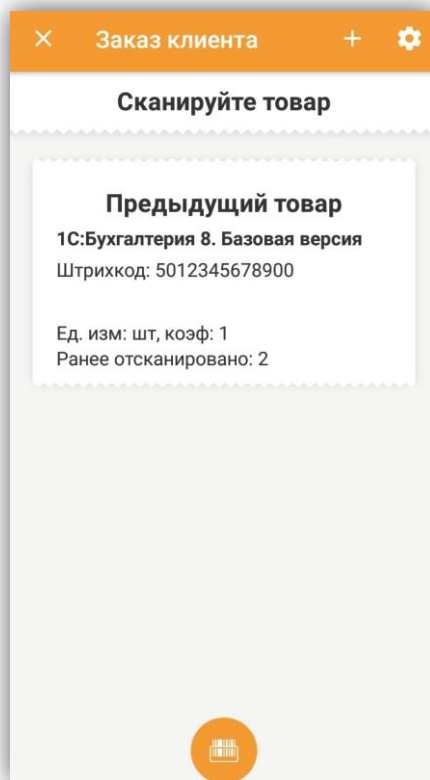 Заказ клиента
Сканируйте товар
Предыдущий товар
1С:Бухгалтерия 8. Базовая версия
Штрихкод: 5012345678900
Ед. изм: шт, коэф: 1
Ранее отсканировано: 2